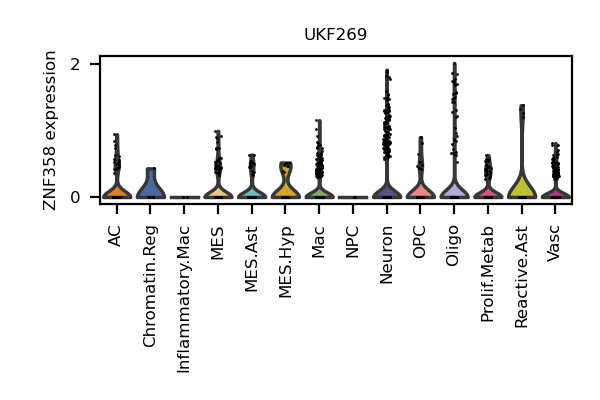 UKF269
ZNF358 expression
2
0
AC
Chromatin.Reg
Inflammatory.Mac
MES
MES.Ast
MES.Hyp
Mac
NPC
Neuron
OPC
Oligo
Prolif.Metab
Reactive.Ast
Vasc